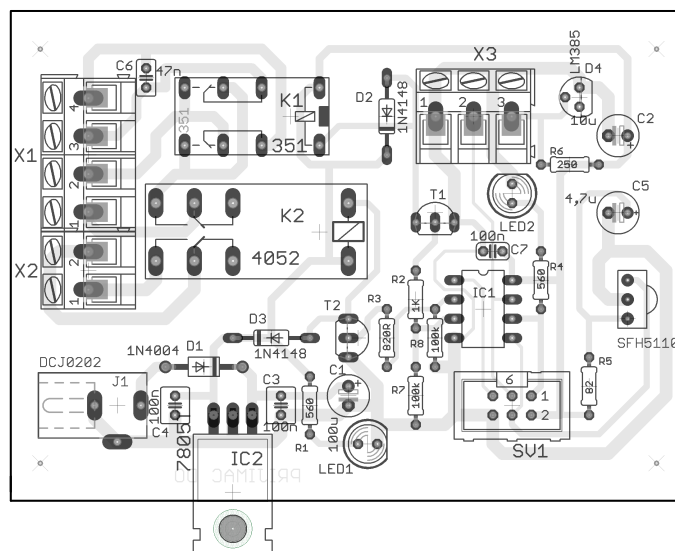 C6
47n
X1
4
3
2
1
X2
2
1
351
K1
351
K2
4052
D2
1N4148
X3
1
2
3
LM385
D4
10u
C2
R6
250
C5
4,7u
LED2
T1
100n
C7
R4
560
IC1
R2
1K
R8
100k
R3
820R
T2
D3
1N4148
D1
1N4004
DCJ0202
J1
100n
C4
C3
100n
R1
560
C1
100u
LED1
R7
100k
6
1
2
SV1
R5
82
SFH5110
7805T
IC2
PRIJIMAC DO